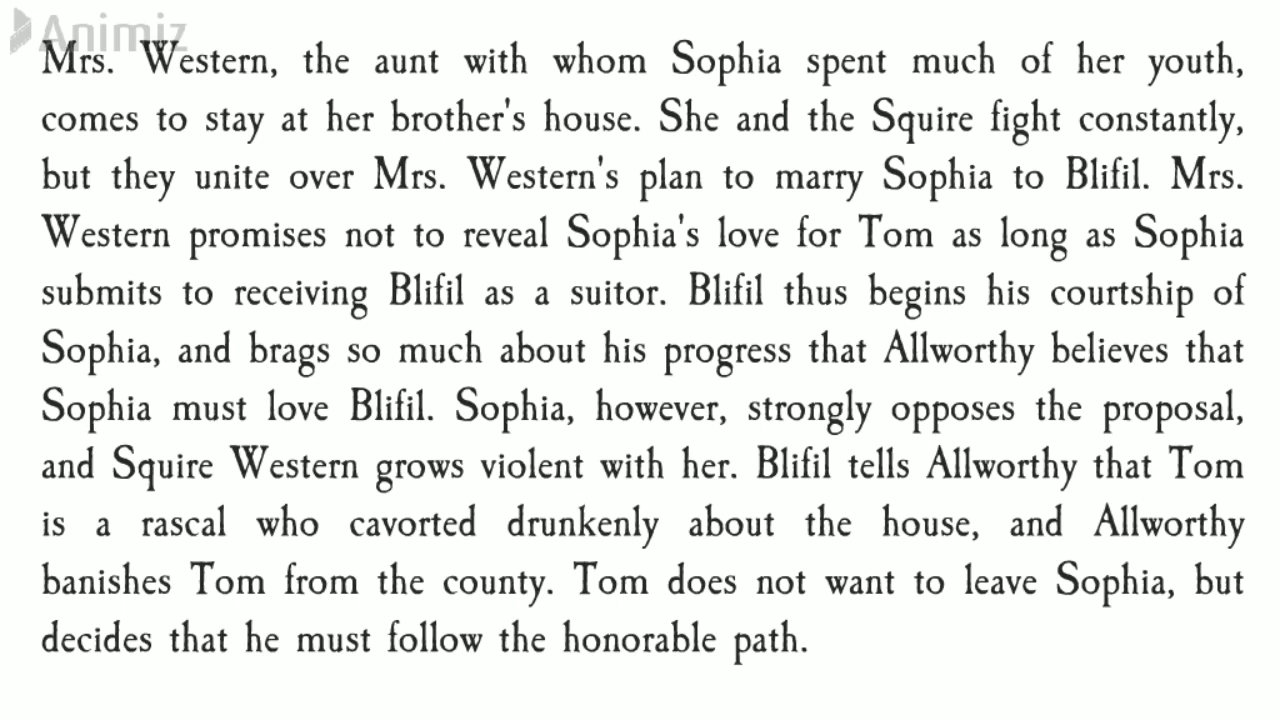 Animiz
Mrs. Western, the aunt with whom Sophia spent much of her youth,
comes to stay at her brother's house. She and the Squire fight constantly,
but they unite over Mrs. Western's plan to marry Sophia to Blifil. Mrs.
Western promises not to reveal Sophia's love for Tom as long as Sophia
submits to receiving Blifil as a suitor. Blifil thus begins his courtship of
Sophia, and brags so much about his progress that Allworthy believes that
Sophia must love Blifil. Sophia, however, strongly opposes the proposal,
and Squire Western grows violent with her. Blifil tells Allworthy that Tom
is a rascal who cavorted drunkenly about the house, and Allworthy
banishes Tom from the county. Tom does not want to leave Sophia, but
decides that he must follow the honorable path.